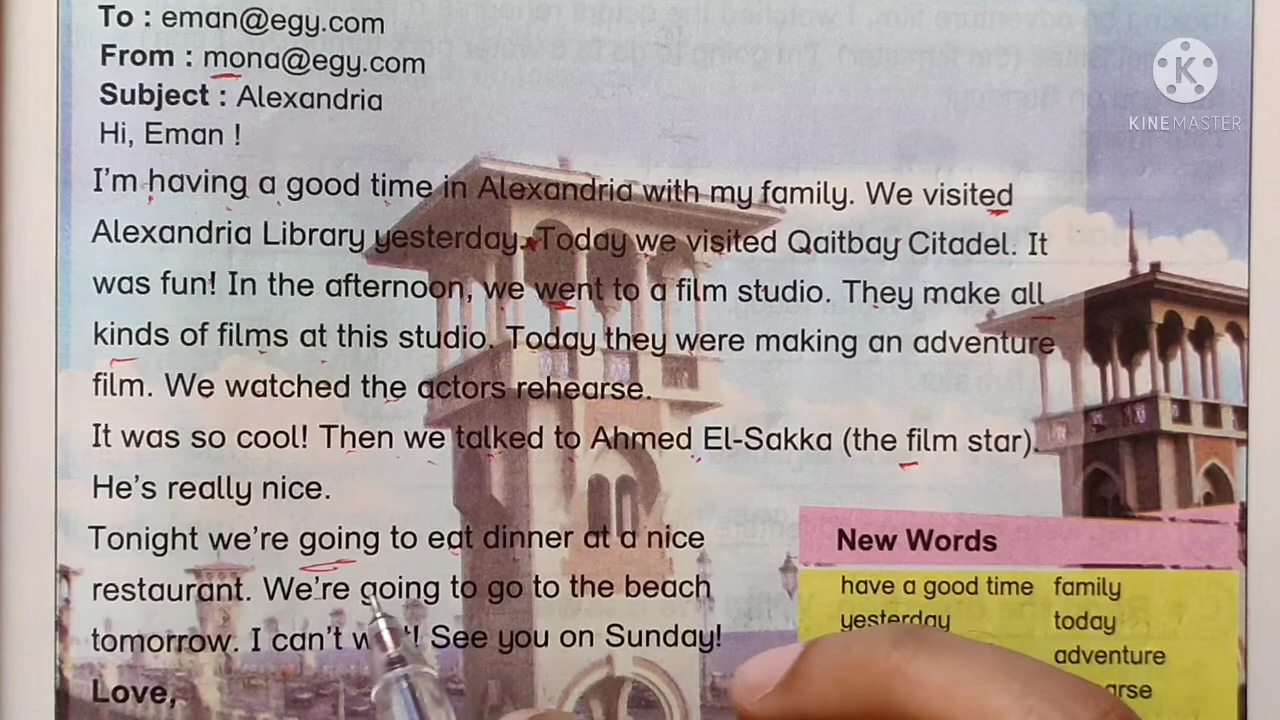 To : eman@egy.com
From : mona@egy.com
Subject : Alexandria
Hi, Eman !
I'm having a good time in Alexandria with my family. We visited
Alexandria Library yesterday. Today we visited Qaitbay Citadel. It
was fun! In the afternoon, we went to a film studio. They make all
kinds of films at this studio. Today they were making an adventure
film. We watched the actors rehearse.
It was so cool! Then we talked to Ahmed El-Sakka (the film star).
He's really nice.
Tonight we're going to eat dinner at a nice
restaurant. We're going to go to the beach
tomorrow. I can't ! See you on Sunday!
Love,
New Words
have a good time family
yesterday today
adventure
K
KINEMASTER